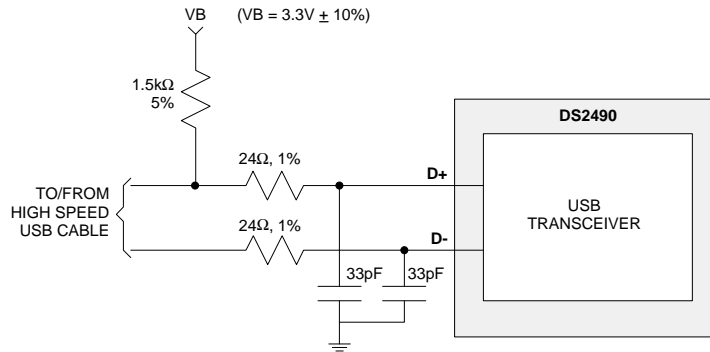 VB (VB = 3.3V ± 10%)
1.5kΩ
5%
DS2490
24Ω, 1%
D+
TO/FROM
HIGH SPEED
USB CABLE
USB
TRANSCEIVER
24Ω, 1%
D-
33pF 33pF